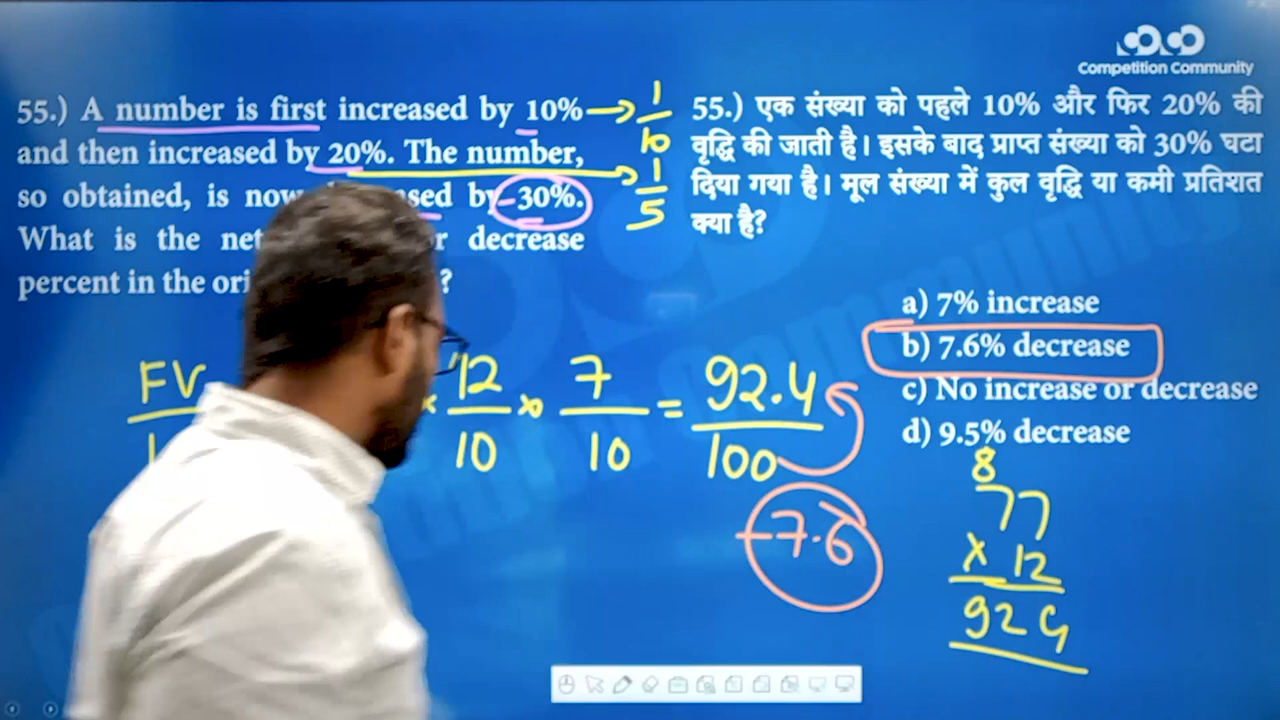 Competition Community
55.) A number is first increased by 10% → 1/10
and then increased by 20%. The number, → 1/5
so obtained, is now by -30%.
What is the decrease
percent in the ?
55.) एक संख्या को पहले 10% और फिर 20% की
वृद्धि की जाती है। इसके बाद प्राप्त संख्या को 30% घटा
दिया गया है। मूल संख्या में कुल वृद्धि या कमी प्रतिशत
क्या है?
a) 7% increase
b) 7.6% decrease
c) No increase or decrease
d) 9.5% decrease
FV × 12/10 × 7/10 = 92.4/100
-7.6
8
77
× 12
924